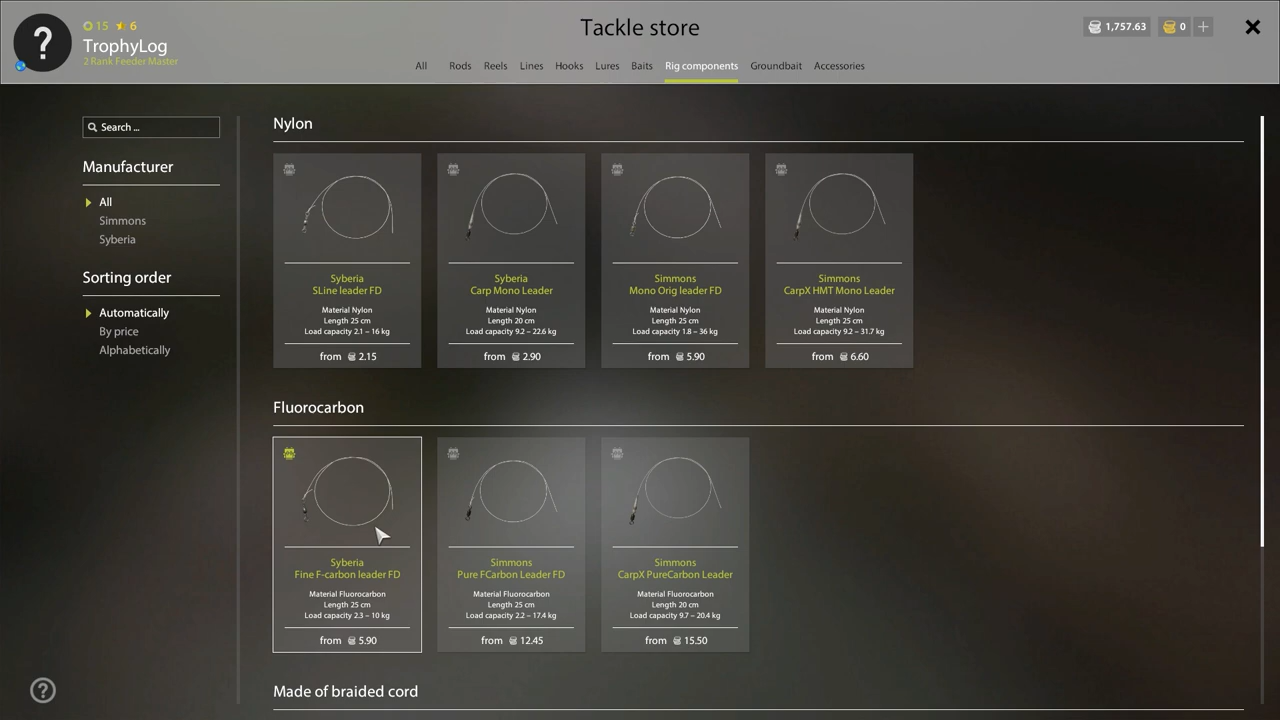 ?
15 6
TrophyLog
2 Rank Feeder Master
Tackle store
1,757.63
0 +
All Rods Reels Lines Hooks Lures Baits Rig components Groundbait Accessories
Search ...
Manufacturer
All
Simmons
Syberia
Sorting order
Automatically
By price
Alphabetically
Nylon
Syberia
SLine leader FD
Material Nylon
Length 25 cm
Load capacity 2.1 – 16 kg
from 2.15
Syberia
Carp Mono Leader
Material Nylon
Length 20 cm
Load capacity 9.2 – 22.6 kg
from 2.90
Simmons
Mono Orig leader FD
Material Nylon
Length 25 cm
Load capacity 1.8 – 36 kg
from 5.90
Simmons
CarpX HMT Mono Leader
Material Nylon
Length 25 cm
Load capacity 9.2 – 31.7 kg
from 6.60
Fluorocarbon
Syberia
Fine F-carbon leader FD
Material Fluorocarbon
Length 25 cm
Load capacity 2.3 – 10 kg
from 5.90
Simmons
Pure FCarbon Leader FD
Material Fluorocarbon
Length 25 cm
Load capacity 2.2 – 17.4 kg
from 12.45
Simmons
CarpX PureCarbon Leader
Material Fluorocarbon
Length 20 cm
Load capacity 9.7 – 20.4 kg
from 15.50
Made of braided cord
?